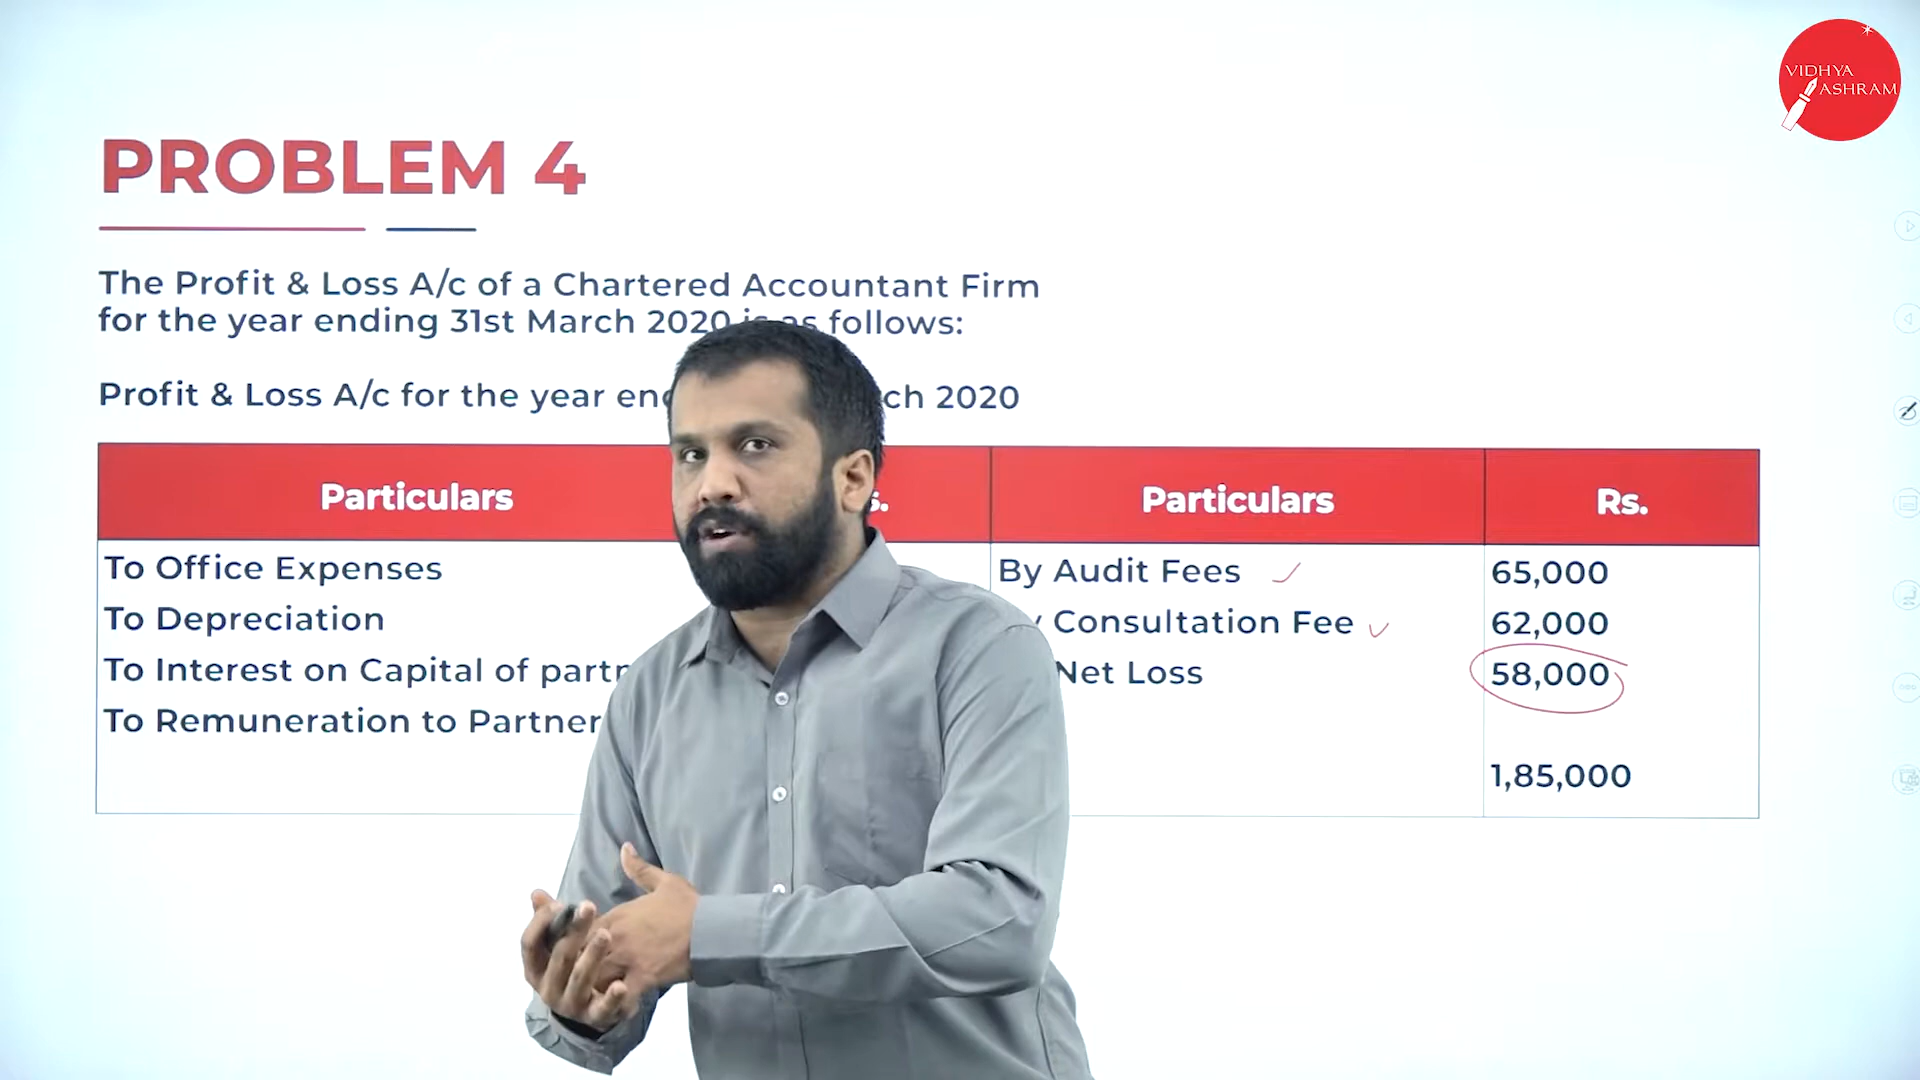 VIDHYA
ASHRAM
PROBLEM 4
The Profit & Loss A/c of a Chartered Accountant Firm
for the year ending 31st March 2020 is as follows:
Profit & Loss A/c for the year 2020
Particulars Particulars Rs.
To Office Expenses By Audit Fees 65,000
To Depreciation Consultation Fee 62,000
To Interest on Capital of Net Loss 58,000
To Remuneration to Partner
1,85,000